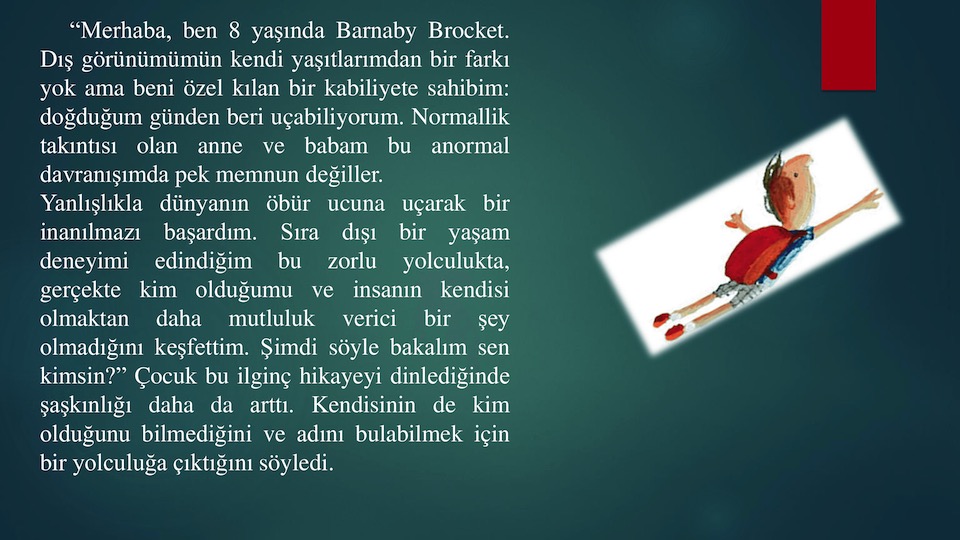 “Merhaba, ben 8 yaşında Barnaby Brocket.
Dış görünümümün kendi yaşıtlarımdan bir farkı
yok ama beni özel kılan bir kabiliyete sahibim:
doğduğum günden beri uçabiliyorum. Normallik
takıntısı olan anne ve babam bu anormal
davranışımda pek memnun değiller.
Yanlışlıkla dünyanın öbür ucuna uçarak bir
inanılmazı başardım. Sıra dışı bir yaşam
deneyimi edindiğim bu zorlu yolculukta,
gerçekte kim olduğumu ve insanın kendisi
olmaktan daha mutluluk verici bir şey
olmadığını keşfettim. Şimdi söyle bakalım sen
kimsin?” Çocuk bu ilginç hikayeyi dinlediğinde
şaşkınlığı daha da arttı. Kendisinin de kim
olduğunu bilmediğini ve adını bulabilmek için
bir yolculuğa çıktığını söyledi.